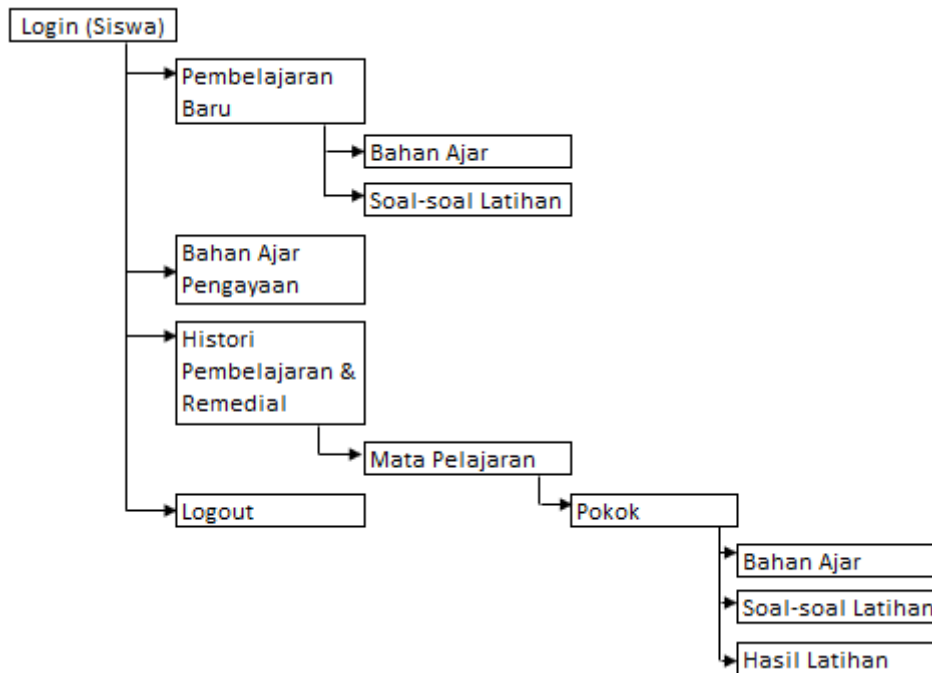 Login (Siswa)
Pembelajaran
Baru
Bahan Ajar
Soal-soal Latihan
Bahan Ajar
Pengayaan
Histori
Pembelajaran &
Remedial
Mata Pelajaran
Logout
Pokok
Bahan Ajar
Soal-soal Latihan
Hasil Latihan